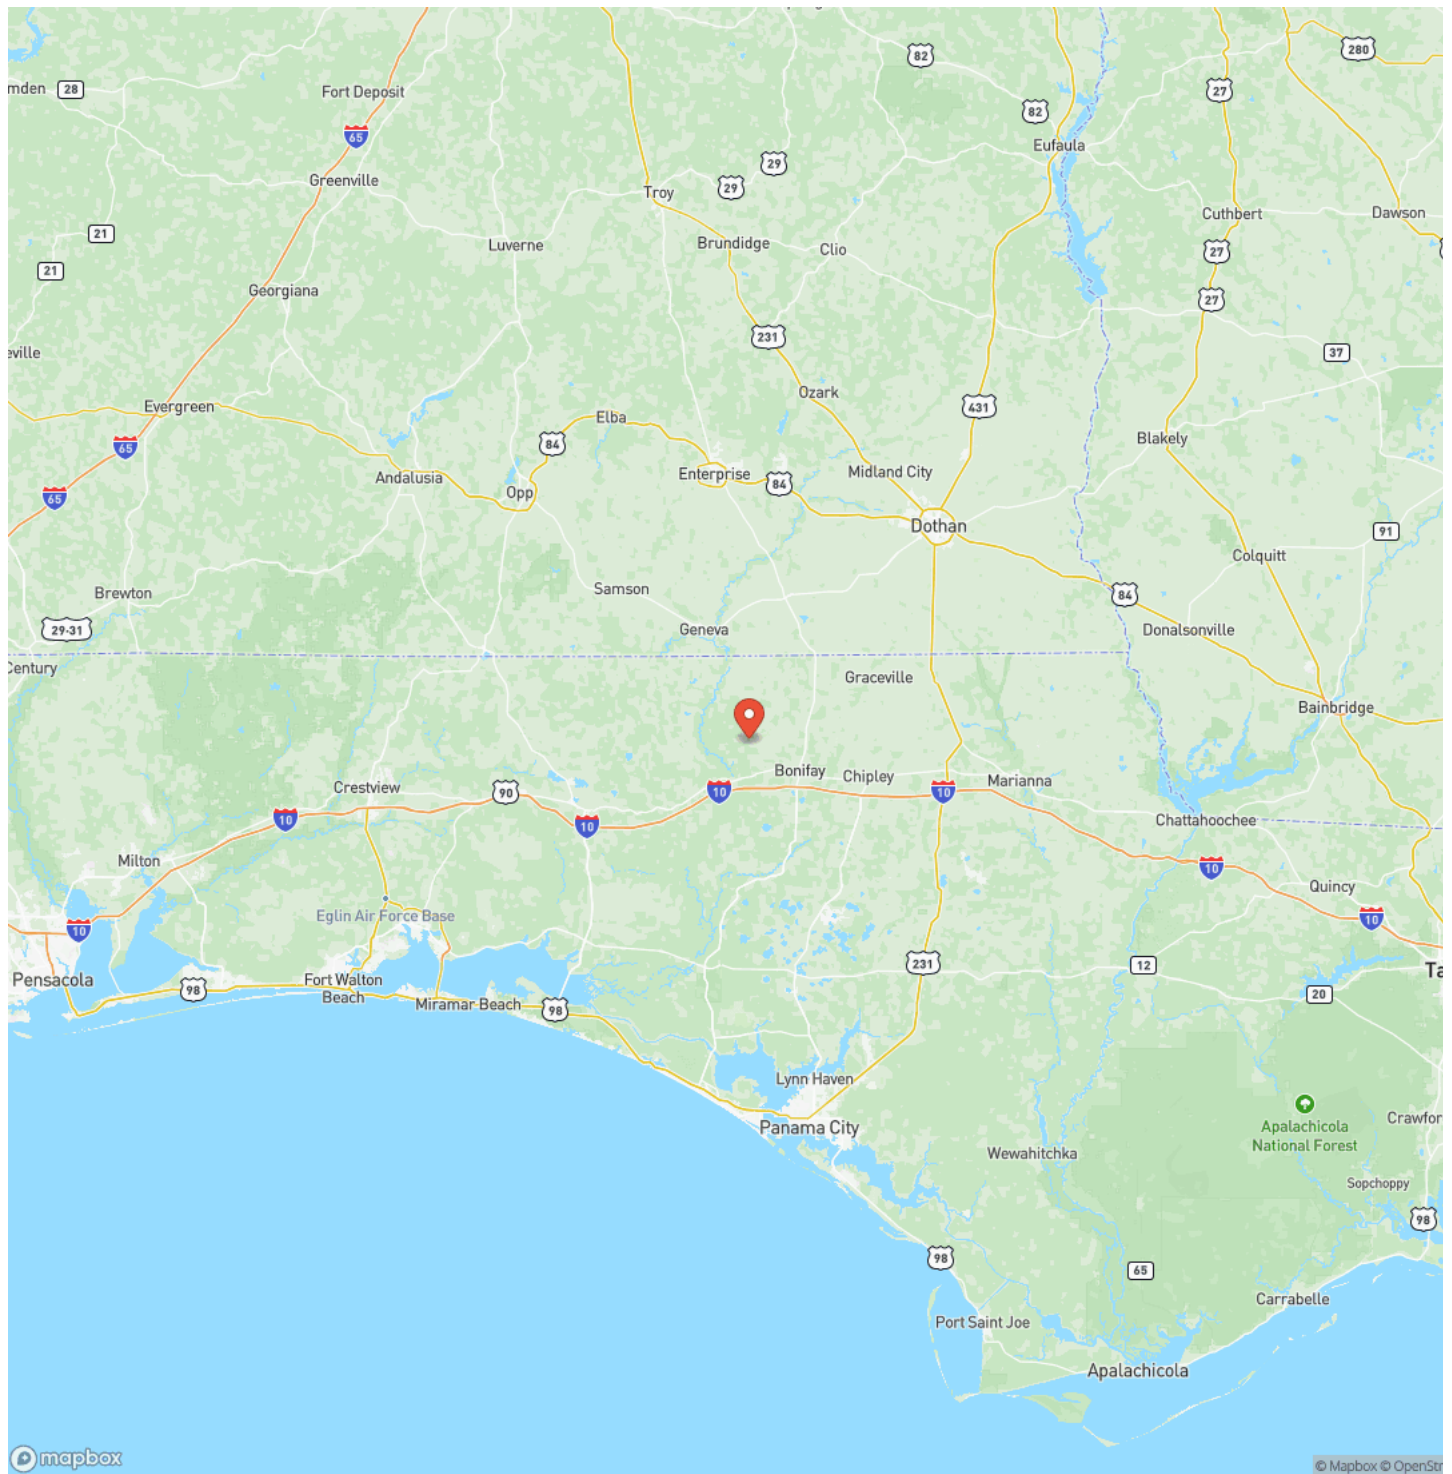 82
280
mden
28
Fort Deposit
27
82
65
Eufaula
29
Greenville
29
Troy
Cuthbert
Dawson
21
Brundidge
Clio
Luverne
27
21
Georgiana
27
231
eville
37
Ozark
Evergreen
431
Elba
84
Blakely
65
Enterprise
Midland City
Andalusia
84
Opp
65
Dothan
91
Colquitt
Samson
Brewton
84
29-31
Geneva
Donalsonville
Century
Graceville
Bainbridge
Bonifay
Chipley
Marianna
Crestview
90
10
10
10
10
Chattahoochee
Milton
10
Quincy
Eglin Air Force Base
10
10
231
12
Ta
Pensacola
Fort Walton
Beach
98
20
Miramar Beach
98
Lynn Haven
Panama City
Apalachicola
National Forest
Crawfor
Wewahitchka
Sopchoppy
98
98
65
Carrabelle
Port Saint Joe
Apalachicola
mapbox
© Mapbox © OpenStr